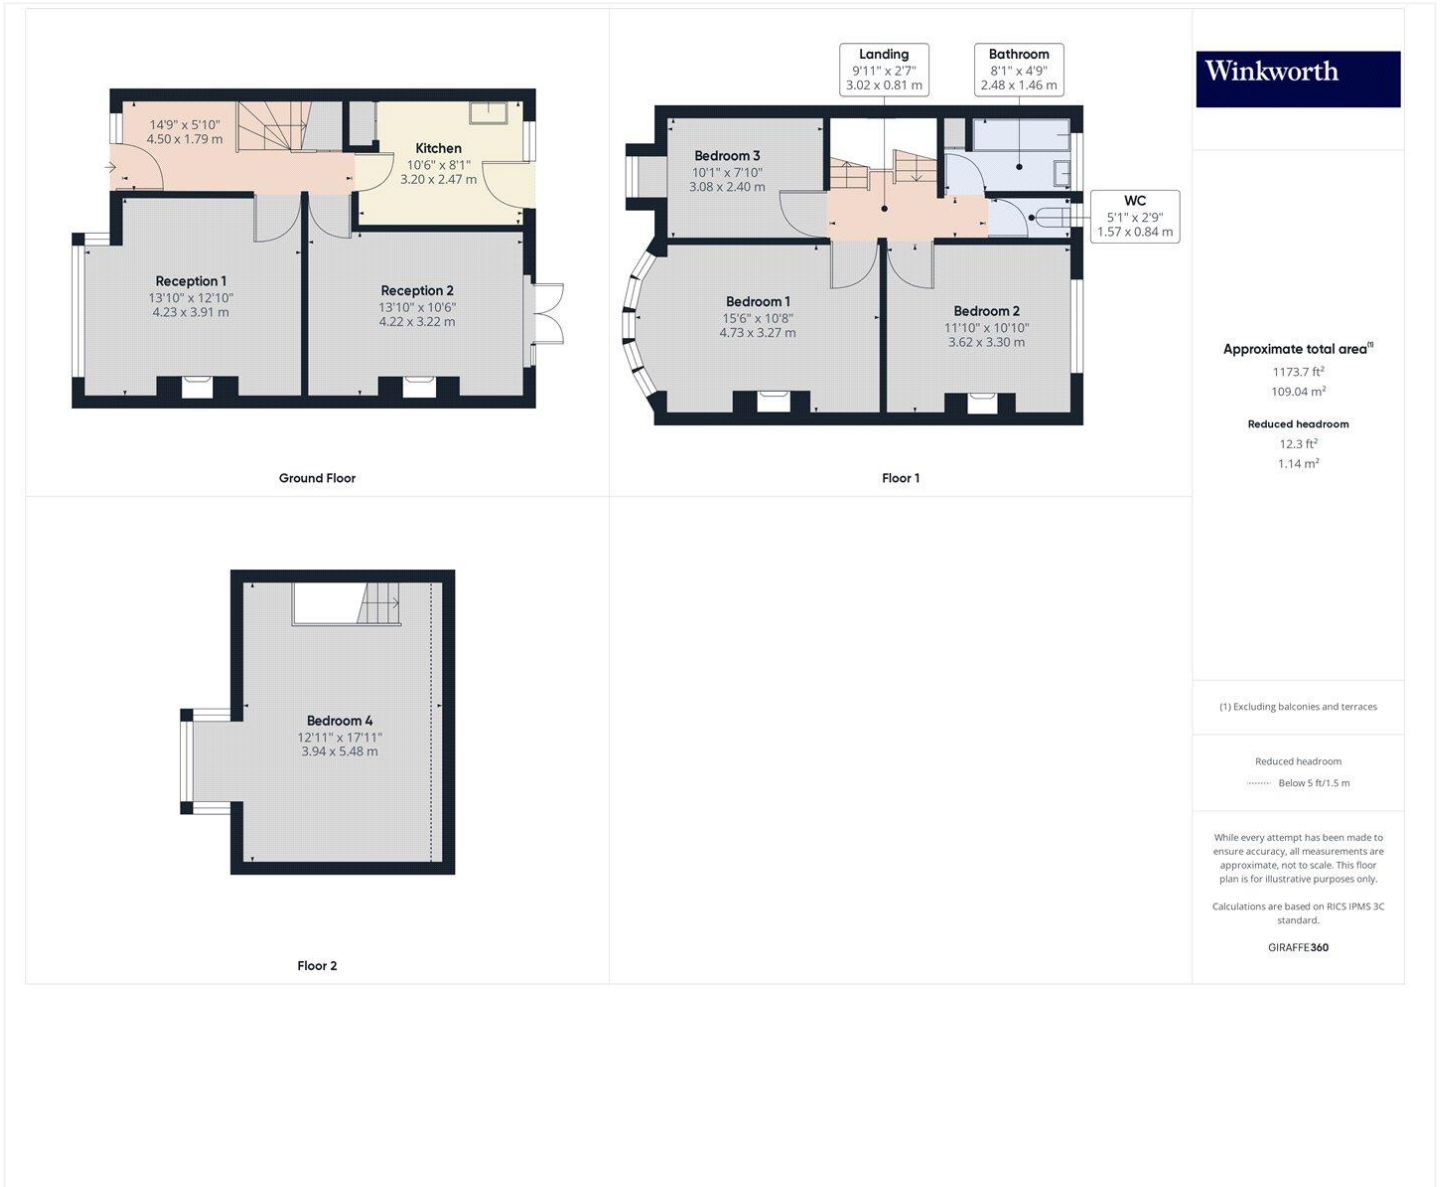 14'9" x 5'10"
4.50 x 1.79 m
Kitchen
10'6" x 8'1"
3.20 x 2.47 m
Reception 1
13'10" x 12'10"
4.23 x 3.91 m
Reception 2
13'10" x 10'6"
4.22 x 3.22 m
Ground Floor
Landing
9'11" x 2'7"
3.02 x 0.81 m
Bathroom
8'1" x 4'9"
2.48 x 1.46 m
Bedroom 3
10'1" x 7'10"
3.08 x 2.40 m
WC
5'1" x 2'9"
1.57 x 0.84 m
Bedroom 1
15'6" x 10'8"
4.73 x 3.27 m
Bedroom 2
11'10" x 10'10"
3.62 x 3.30 m
Floor 1
Bedroom 4
12'11" x 17'11"
3.94 x 5.48 m
Floor 2
Winkworth
Approximate total area(1)
1173.7 ft²
109.04 m²
Reduced headroom
12.3 ft²
1.14 m²
(1) Excluding balconies and terraces
Reduced headroom
Below 5 ft/1.5 m
While every attempt has been made to
ensure accuracy, all measurements are
approximate, not to scale. This floor
plan is for illustrative purposes only.
Calculations are based on RICS IPMS 3C
standard.
GIRAFFE360